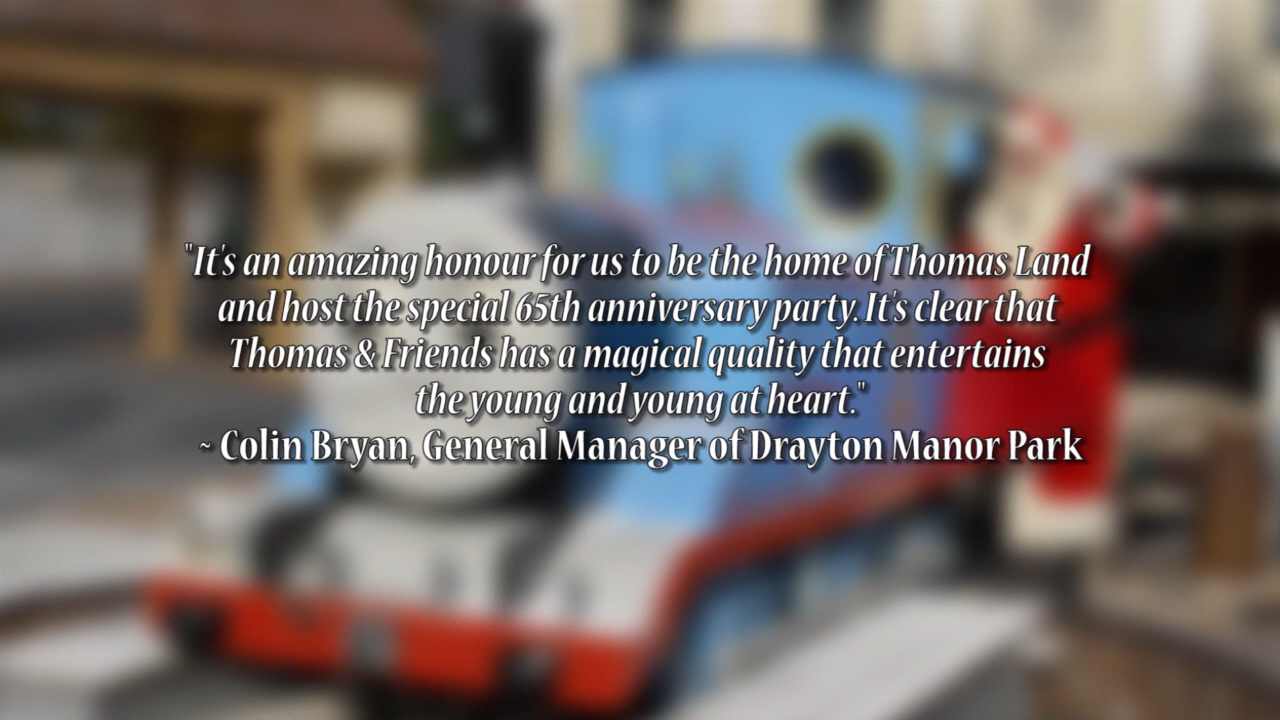 "It's an amazing honour for us to be the home of Thomas Land
and host the special 65th anniversary party. It's clear that
Thomas & Friends has a magical quality that entertains
the young and young at heart."
~ Colin Bryan, General Manager of Drayton Manor Park